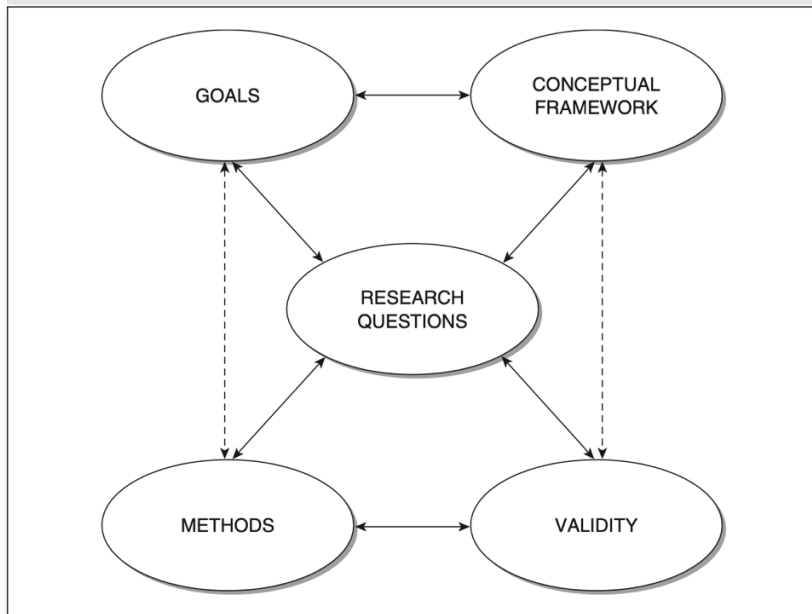 GOALS
CONCEPTUAL
FRAMEWORK
RESEARCH
QUESTIONS
METHODS
VALIDITY